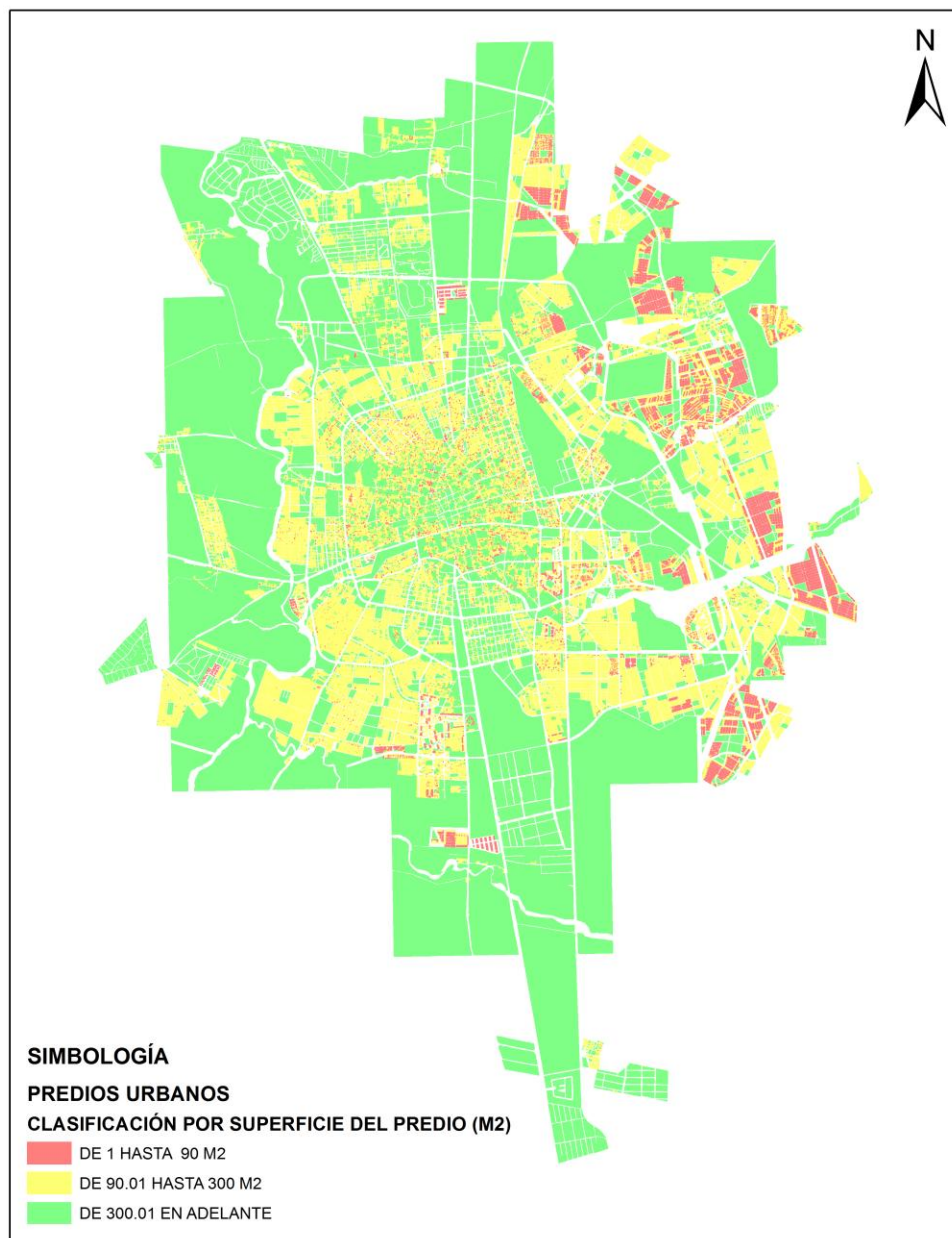 N
SIMBOLOGÍA
PREDIOS URBANOS
CLASIFICACIÓN POR SUPERFICIE DEL PREDIO (M2)
DE 1 HASTA 90 M2
DE 90.01 HASTA 300 M2
DE 300.01 EN ADELANTE